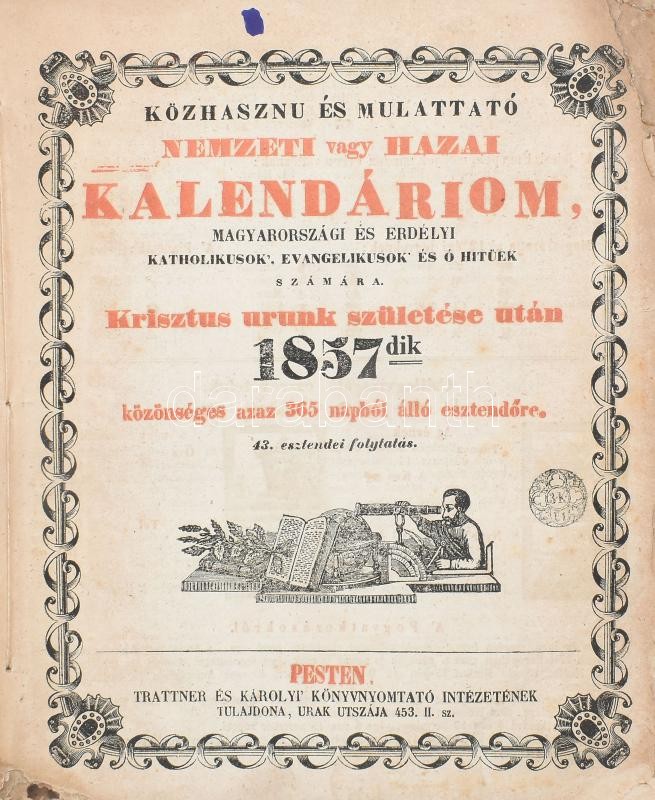 KÖZHASZNU ÉS MULATTATÓ
NEMZETI vagy HAZAI
KALENDÁRIOM,
MAGYARORSZÁGI ÉS ERDÉLYI
KATHOLIKUSOK', EVANGELIKUSOK' ÉS Ó HITÜEK
SZÁMÁRA.
Krisztus urunk születése után
1857dik
darabanth
közönséges azaz 365 napból álló esztendőre.
43. esztendei folytatás.
PESTEN,
TRATTNER ÉS KÁROLYI' KÖNYVNYOMTATÓ INTÉZETÉNEK
TULAJDONA, URAK UTSZÁJA 453. II. sz.